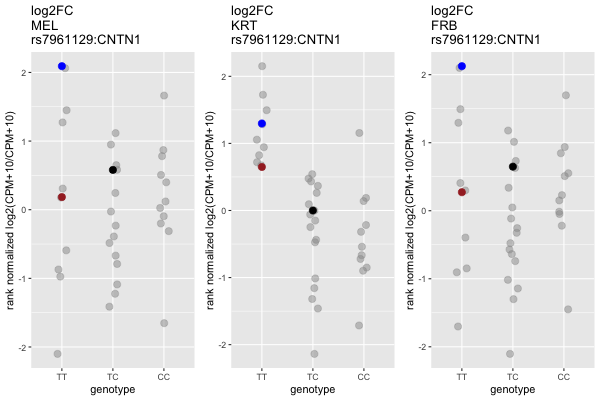 log2FC
MEL
rs7961129:CNTN1
rank normalized log2(CPM+10/CPM+10)
2
1
0
-1
-2
TT
TC
CC
genotype
log2FC
KRT
rs7961129:CNTN1
rank normalized log2(CPM+10/CPM+10)
2
1
0
-1
-2
TT
TC
CC
genotype
log2FC
FRB
rs7961129:CNTN1
rank normalized log2(CPM+10/CPM+10)
2
1
0
-1
-2
TT
TC
CC
genotype